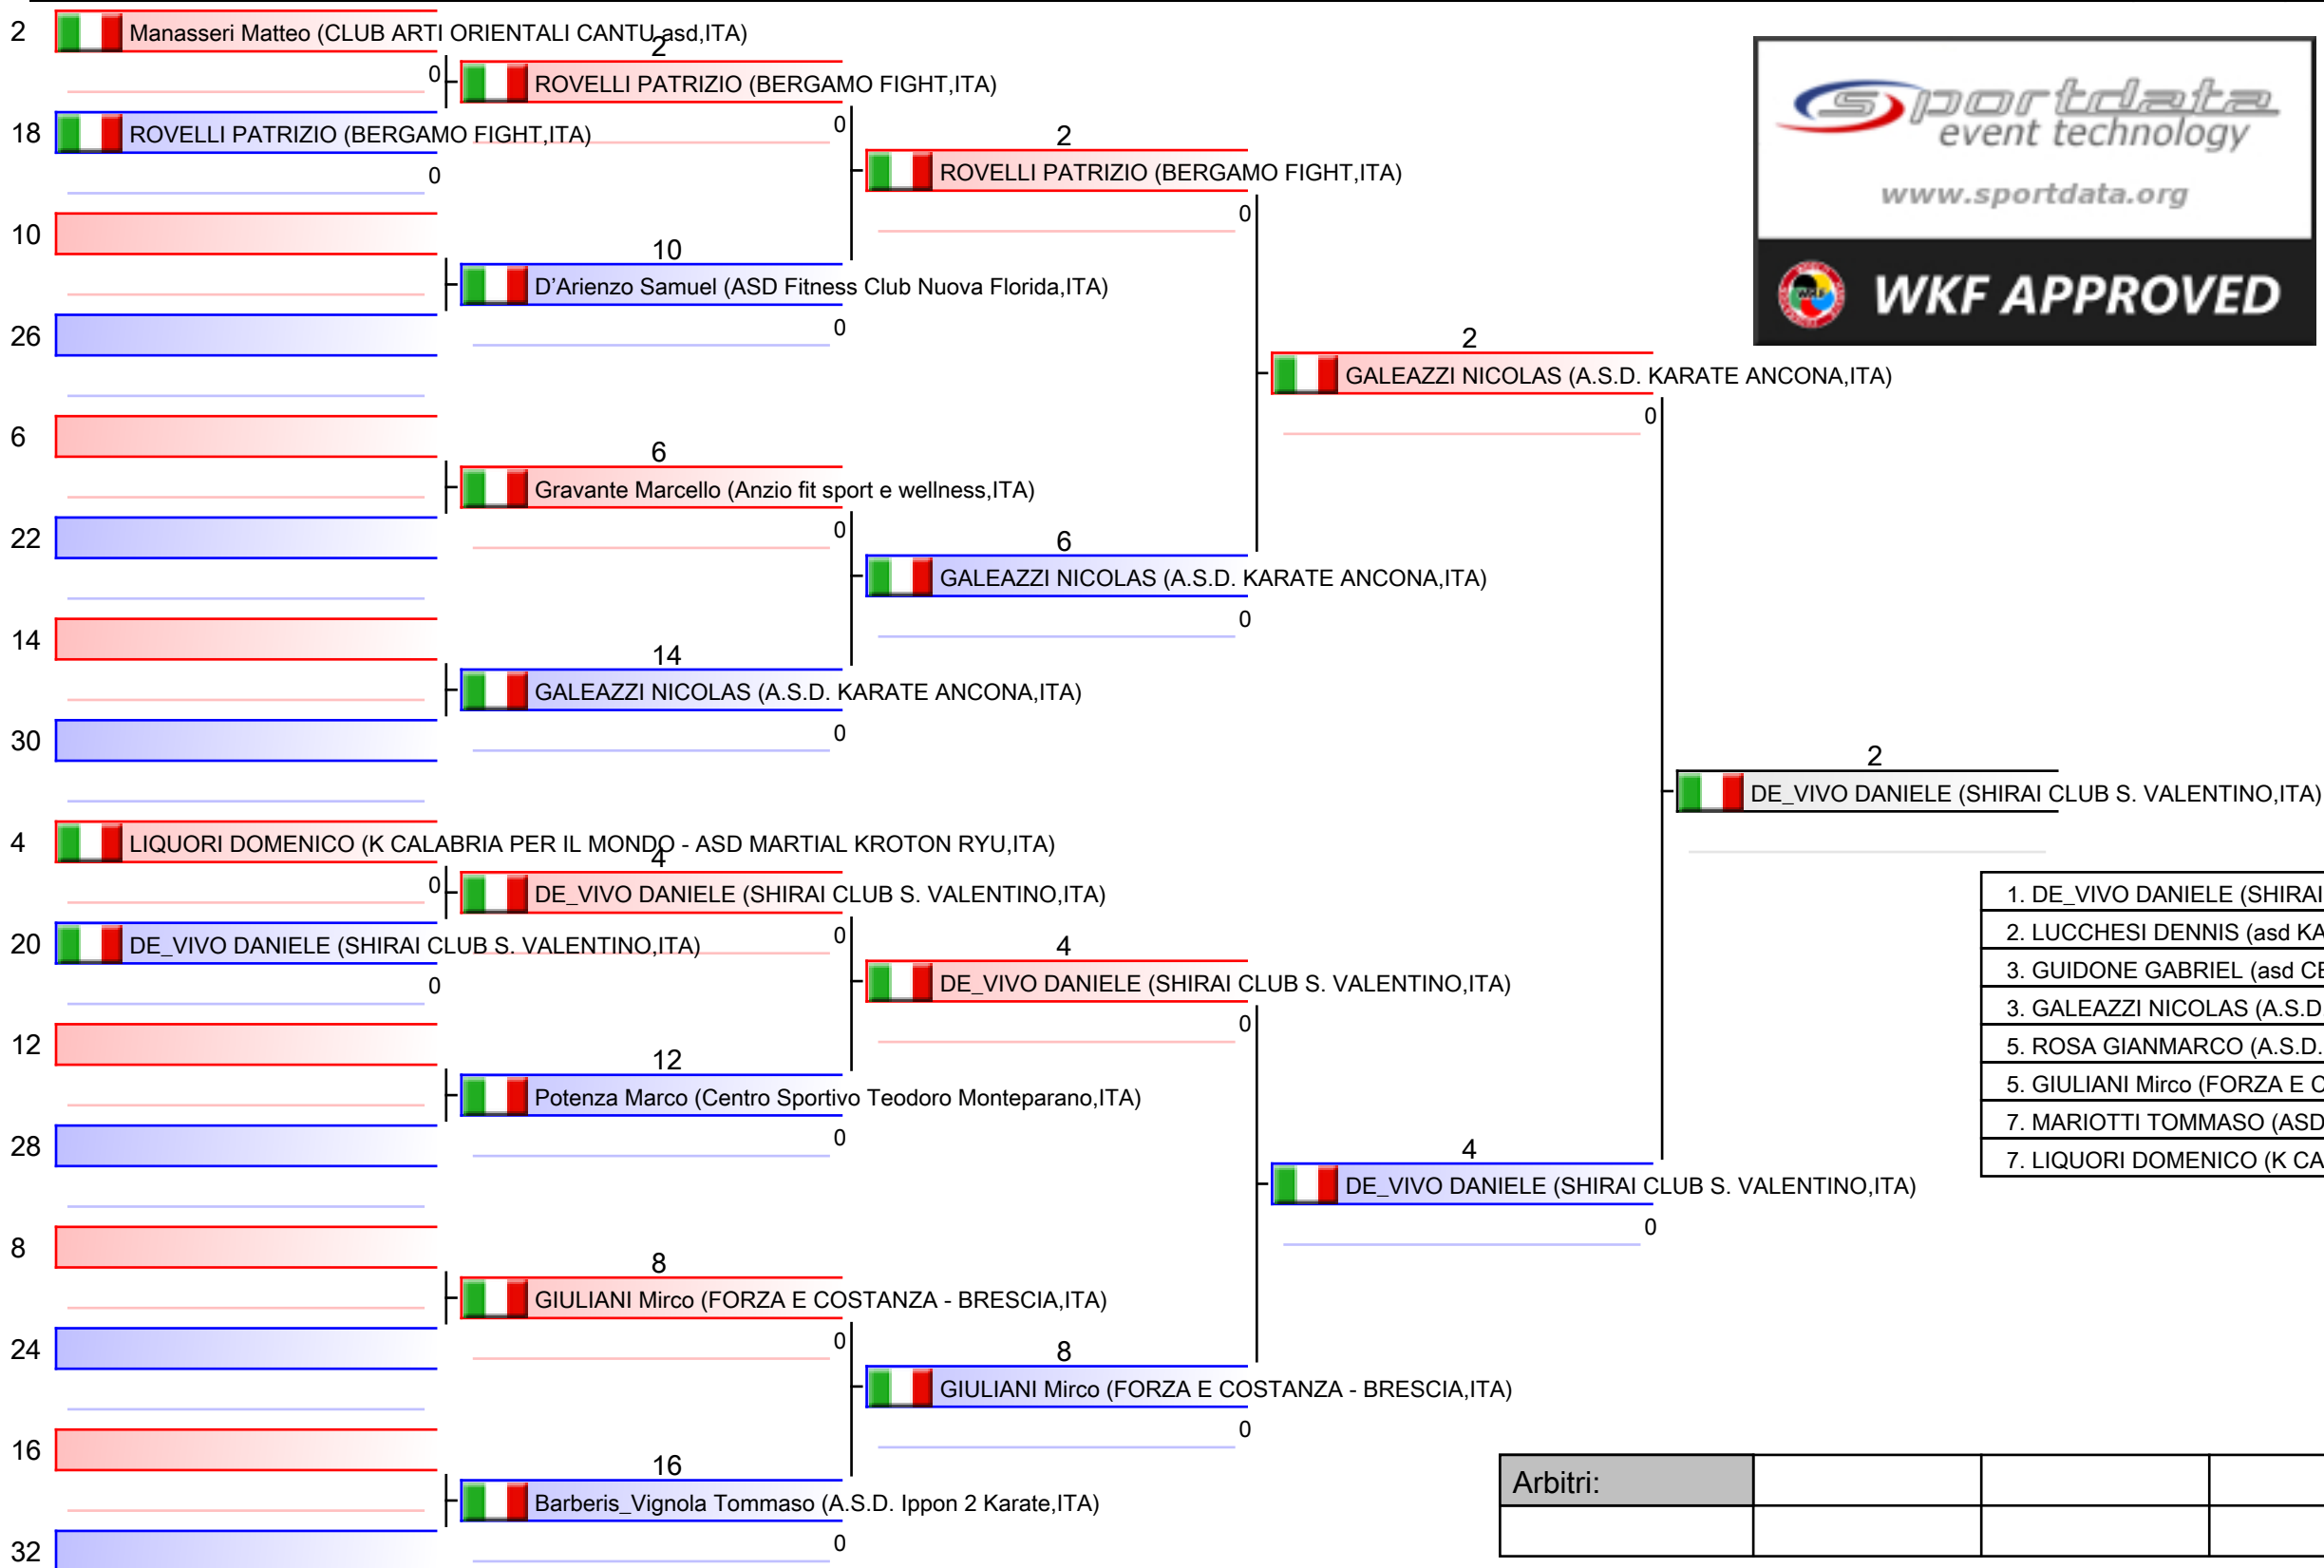 2
Manasseri Matteo (CLUB ARTI ORIENTALI CANTU asd,ITA)
0
2
ROVELLI PATRIZIO (BERGAMO FIGHT,ITA)
0
18
ROVELLI PATRIZIO (BERGAMO FIGHT,ITA)
0
2
ROVELLI PATRIZIO (BERGAMO FIGHT,ITA)
0
10
10
D'Arienzo Samuel (ASD Fitness Club Nuova Florida,ITA)
0
26
2
GALEAZZI NICOLAS (A.S.D. KARATE ANCONA,ITA)
0
6
6
Gravante Marcello (Anzio fit sport e wellness,ITA)
0
22
6
GALEAZZI NICOLAS (A.S.D. KARATE ANCONA,ITA)
0
14
14
GALEAZZI NICOLAS (A.S.D. KARATE ANCONA,ITA)
0
30
2
DE_VIVO DANIELE (SHIRAI CLUB S. VALENTINO,ITA)
4
LIQUORI DOMENICO (K CALABRIA PER IL MONDO - ASD MARTIAL KROTON RYU,ITA)
0
4
DE_VIVO DANIELE (SHIRAI CLUB S. VALENTINO,ITA)
0
20
DE_VIVO DANIELE (SHIRAI CLUB S. VALENTINO,ITA)
0
4
DE_VIVO DANIELE (SHIRAI CLUB S. VALENTINO,ITA)
0
12
12
Potenza Marco (Centro Sportivo Teodoro Monteparano,ITA)
0
28
4
DE_VIVO DANIELE (SHIRAI CLUB S. VALENTINO,ITA)
0
8
8
GIULIANI Mirco (FORZA E COSTANZA - BRESCIA,ITA)
0
24
8
GIULIANI Mirco (FORZA E COSTANZA - BRESCIA,ITA)
0
16
16
Barberis_Vignola Tommaso (A.S.D. Ippon 2 Karate,ITA)
0
32
sportdata
event technology
www.sportdata.org
WKF
WKF APPROVED
1. DE_VIVO DANIELE (SHIRAI
2. LUCCHESI DENNIS (asd KA
3. GUIDONE GABRIEL (asd CE
3. GALEAZZI NICOLAS (A.S.D
5. ROSA GIANMARCO (A.S.D.
5. GIULIANI Mirco (FORZA E C
7. MARIOTTI TOMMASO (ASD
7. LIQUORI DOMENICO (K CA
Arbitri: